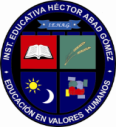 INST. EDUCATIVA HÉCTOR ABAD GÓMEZ
I.E.H.A.G.
EDUCACIÓN EN VALORES HUMANOS